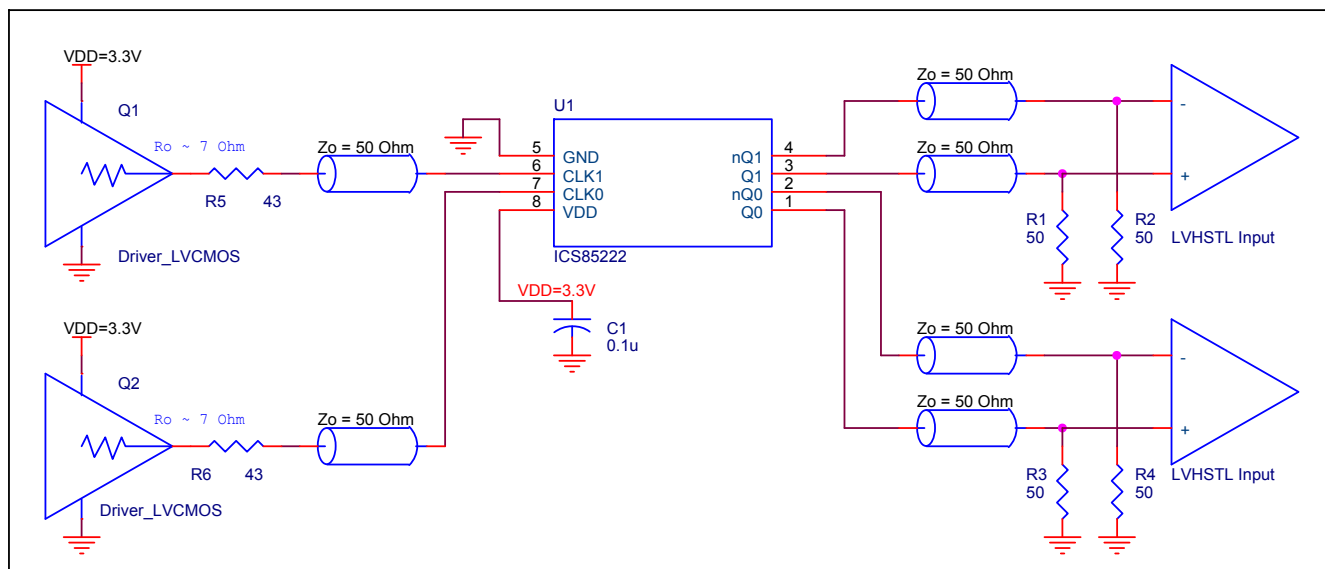 VDD=3.3V
Q1
Ro ~ 7 Ohm
R5 43
Driver_LVCMOS
Zo = 50 Ohm
VDD=3.3V
Q2
Ro ~ 7 Ohm
R6 43
Driver_LVCMOS
Zo = 50 Ohm
U1
5 GND
6 CLK1
7 CLK0
8 VDD
nQ1 4
Q1 3
nQ0 2
Q0 1
ICS85222
VDD=3.3V
C1
0.1u
Zo = 50 Ohm
Zo = 50 Ohm
-
+
R1
50
R2
50
LVHSTL Input
Zo = 50 Ohm
Zo = 50 Ohm
-
+
R3
50
R4
50
LVHSTL Input